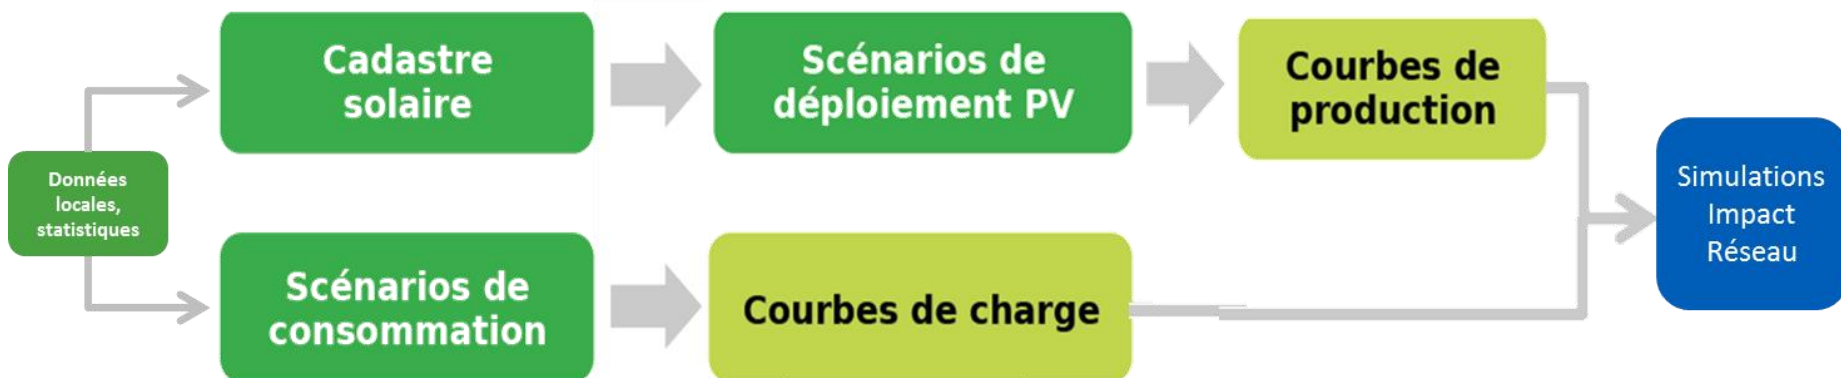 Cadastre
solaire
Scénarios de
déploiement PV
Courbes de
production
Données
locales,
statistiques
Simulations
Impact
Réseau
Scénarios de
consommation
Courbes de charge